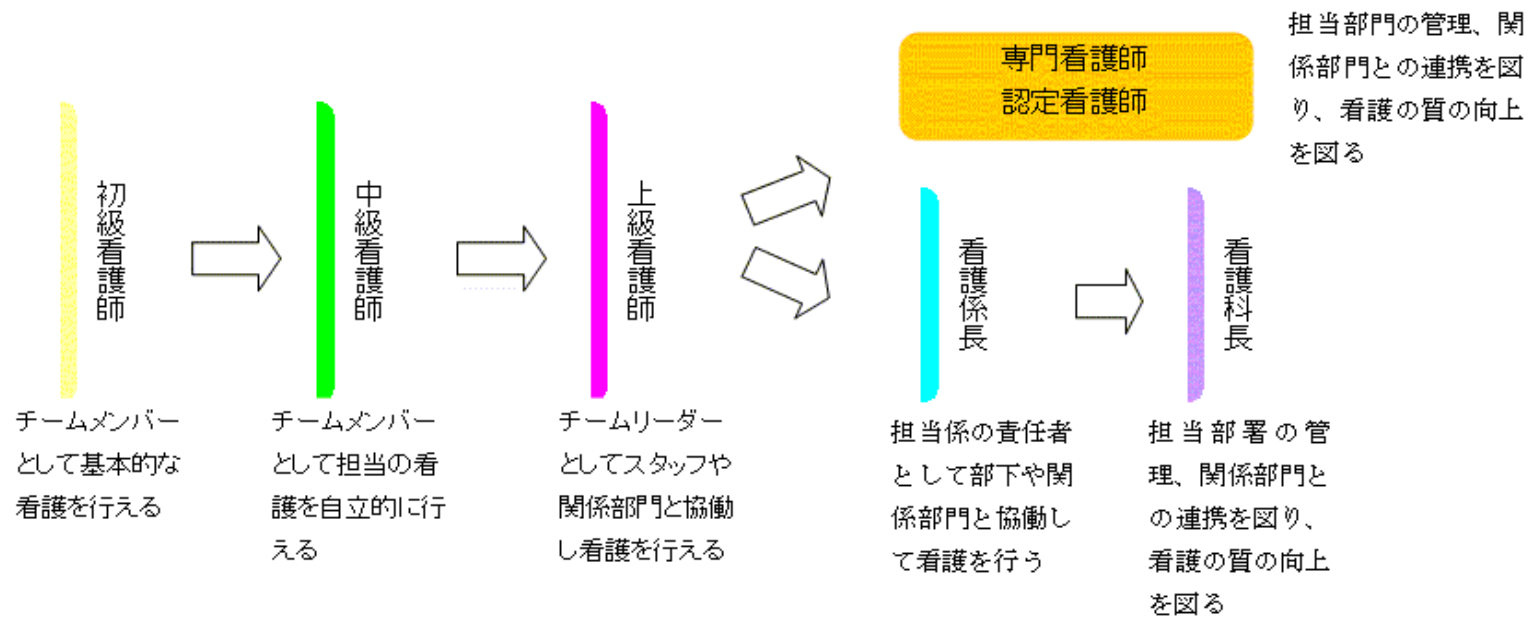 初級看護師
チームメンバー
として基本的な
看護を行える
中級看護師
チームメンバー
として担当の看
護を自立的に行
える
上級看護師
チームリーダー
としてスタッフや
関係部門と協働
し看護を行える
専門看護師
認定看護師
担当部門の管理、関
係部門との連携を図
り、看護の質の向上
を図る
看護係長
担当係の責任者
として部下や関
係部門と協働し
て看護を行う
看護科長
担当部署の管
理、関係部門と
の連携を図り、
看護の質の向上
を図る